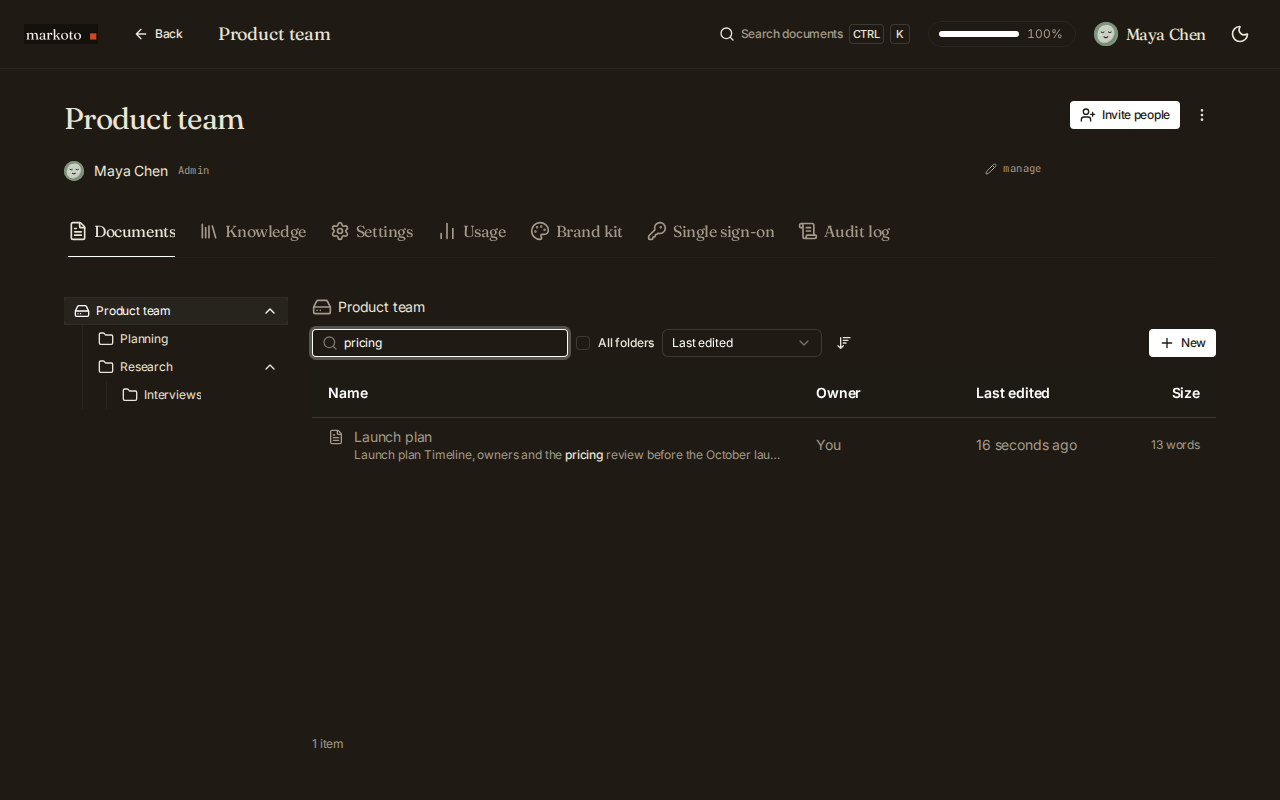 markoto
Back
Product team
Search documents CTRL K
100%
Maya Chen
Product team
Invite people
Maya Chen Admin
manage
Documents
Knowledge
Settings
Usage
Brand kit
Single sign-on
Audit log
Product team
Planning
Research
Interviews
Product team
pricing
All folders
Last edited
New
Name
Owner
Last edited
Size
Launch plan
Launch plan Timeline, owners and the pricing review before the October lau...
You
16 seconds ago
13 words
1 item